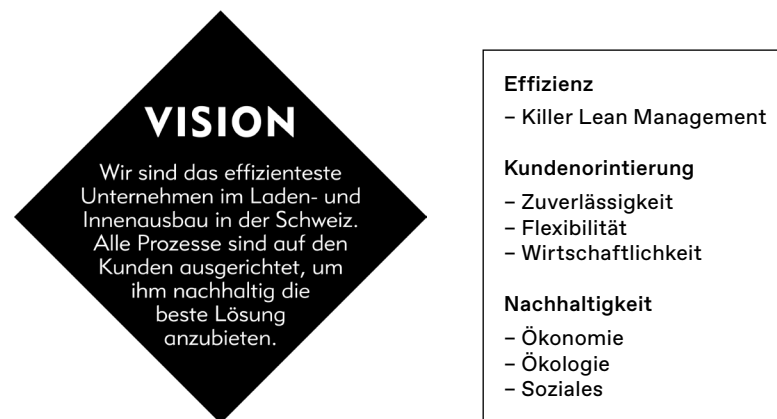 VISION
Wir sind das effizienteste
Unternehmen im Laden- und
Innenausbau in der Schweiz.
Alle Prozesse sind auf den
Kunden ausgerichtet, um
ihm nachhaltig die
beste Lösung
anzubieten.
Effizienz
– Killer Lean Management
Kundenorintierung
– Zuverlässigkeit
– Flexibilität
– Wirtschaftlichkeit
Nachhaltigkeit
– Ökonomie
– Ökologie
– Soziales